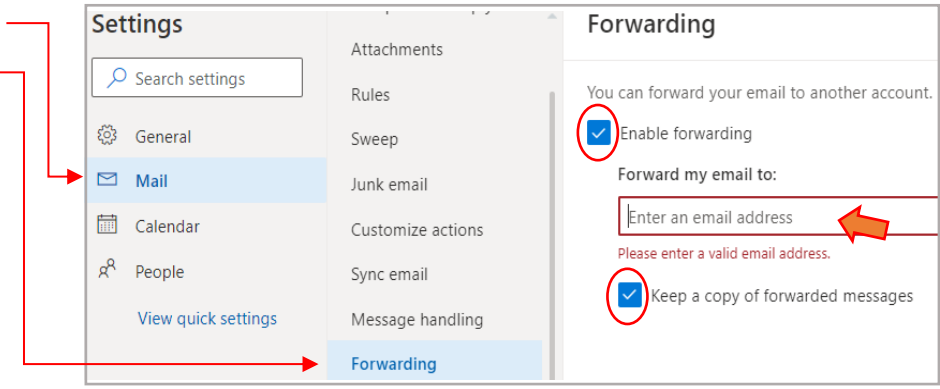 Settings
Search settings
General
Mail
Calendar
People
View quick settings
Attachments
Rules
Sweep
Junk email
Customize actions
Sync email
Message handling
Forwarding
Forwarding
You can forward your email to another account.
Enable forwarding
Forward my email to:
Enter an email address
Please enter a valid email address.
Keep a copy of forwarded messages